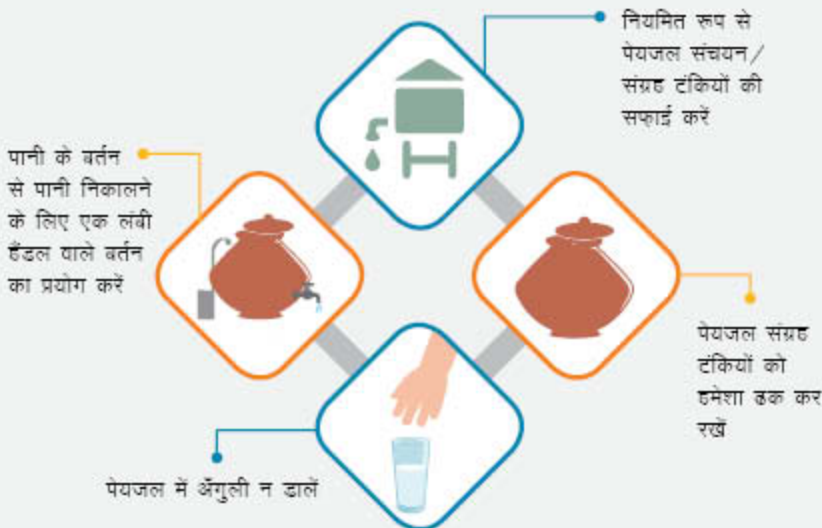 नियमित रूप से
पेयजल संचयन/
संग्रह टंकियों की
सफ़ाई करें
पानी के बर्तन
से पानी निकालने
के लिए एक लंबी
हैंडल वाले बर्तन
का प्रयोग करें
पेयजल संग्रह
टंकियों को
हमेशा ढक कर
रखें
पेयजल में अँगुली न डालें